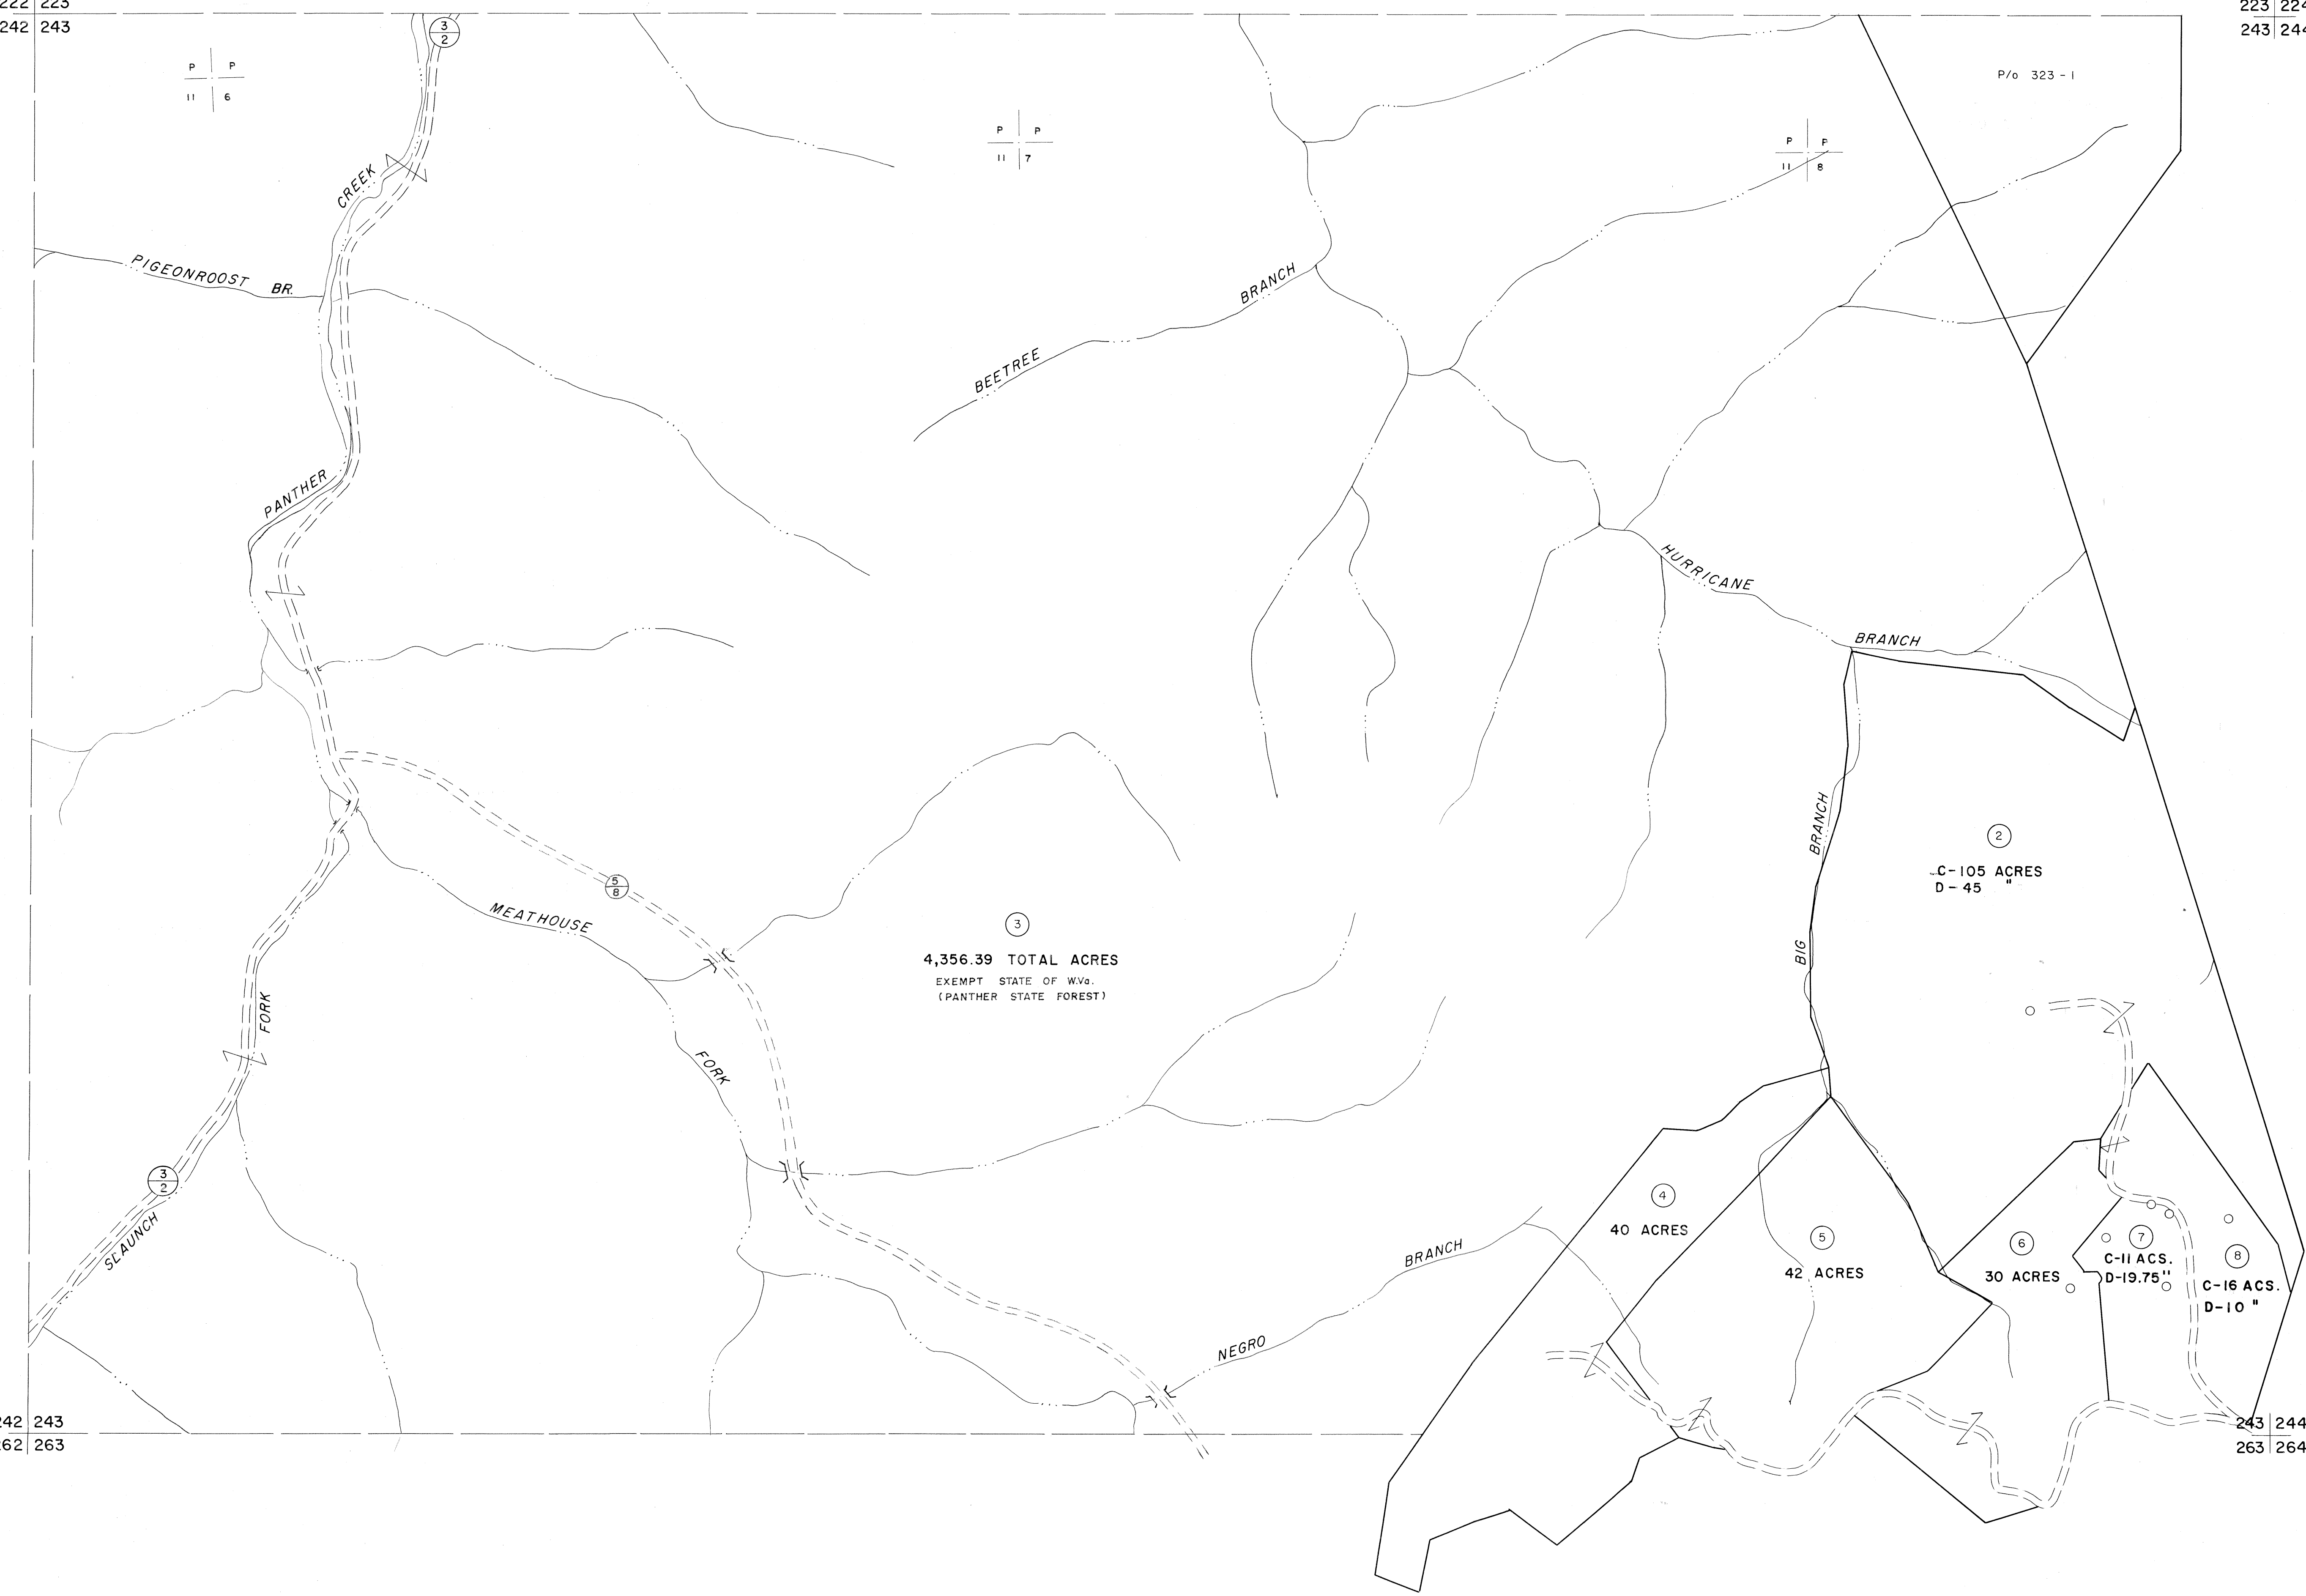 222 223
242 243
223 224
243 244
3
2
P P
11 6
P P
11 7
P P
11 8
P/o 323-1
CREEK
PIGEONROOST BR.
BRANCH
BEETREE
PANTHER
HURRICANE
BRANCH
BRANCH
BIG
2
C-105 ACRES
D-45 "
5
8
MEATHOUSE
FORK
3
4,356.39 TOTAL ACRES
EXEMPT STATE OF W.Va.
(PANTHER STATE FOREST)
FORK
3
2
SLAUNCH
4
40 ACRES
5
42 ACRES
6
30 ACRES
7
C-11 ACS.
D-19.75"
8
C-16 ACS.
D-10 "
BRANCH
NEGRO
242 243
262 263
243 244
263 264